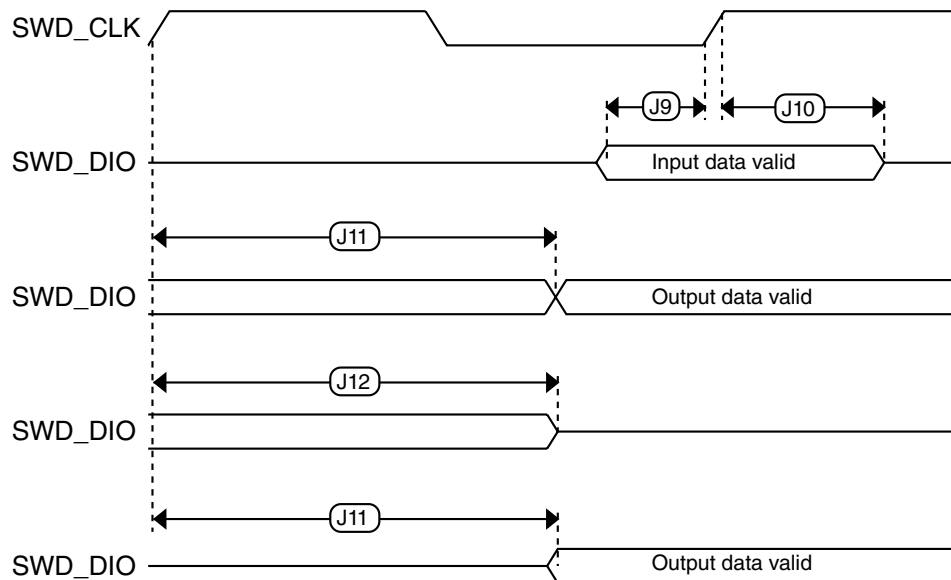 SWD_CLK
J9
J10
SWD_DIO
Input data valid
J11
SWD_DIO
Output data valid
J12
SWD_DIO
J11
SWD_DIO
Output data valid